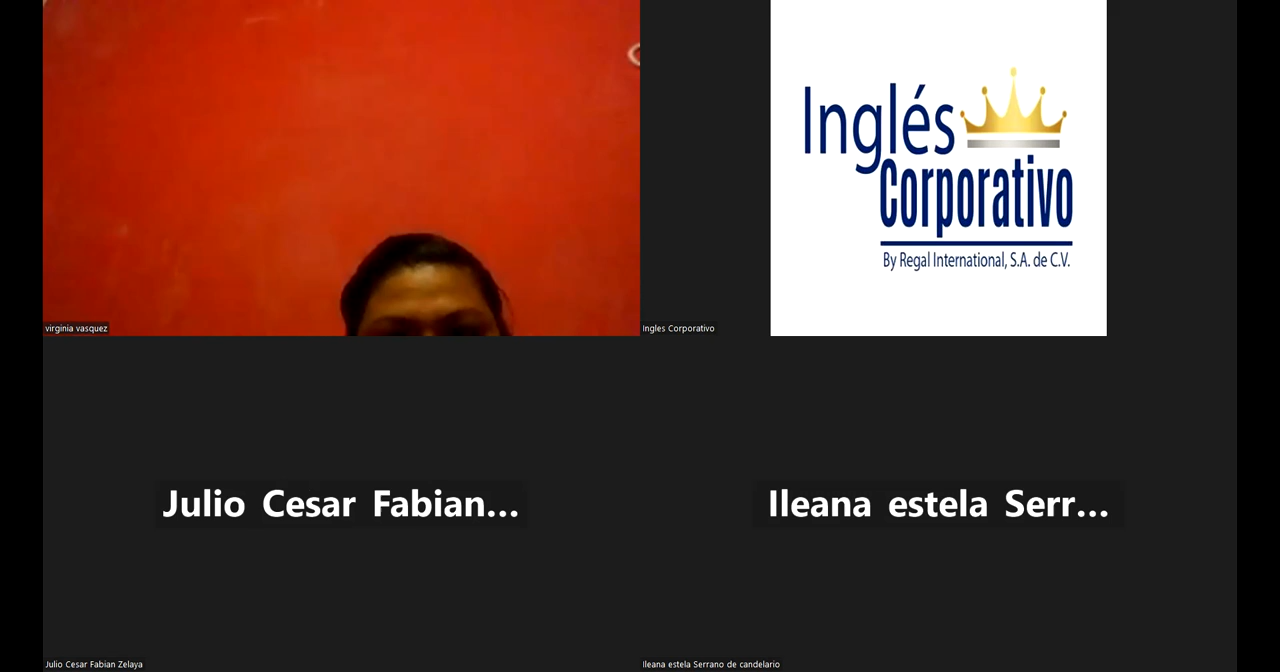 Inglés
Corporativo
By Regal International, S.A. de C.V.
virginia vasquez
Ingles Corporativo
Julio Cesar Fabian...
Ileana estela Serr...
Julio Cesar Fabian Zelaya
Ileana estela Serrano de candelario